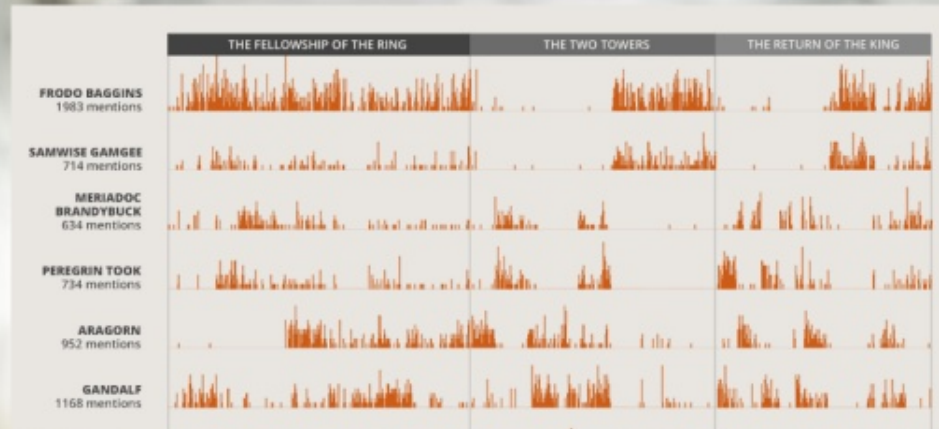 THE FELLOWSHIP OF THE RING
THE TWO TOWERS
THE RETURN OF THE KING
FRODO BAGGINS
1983 mentions
SAMWISE GAMGEE
714 mentions
MERIADOC
BRANDYBUCK
634 mentions
PEREGRIN TOOK
734 mentions
ARAGORN
952 mentions
GANDALF
1168 mentions